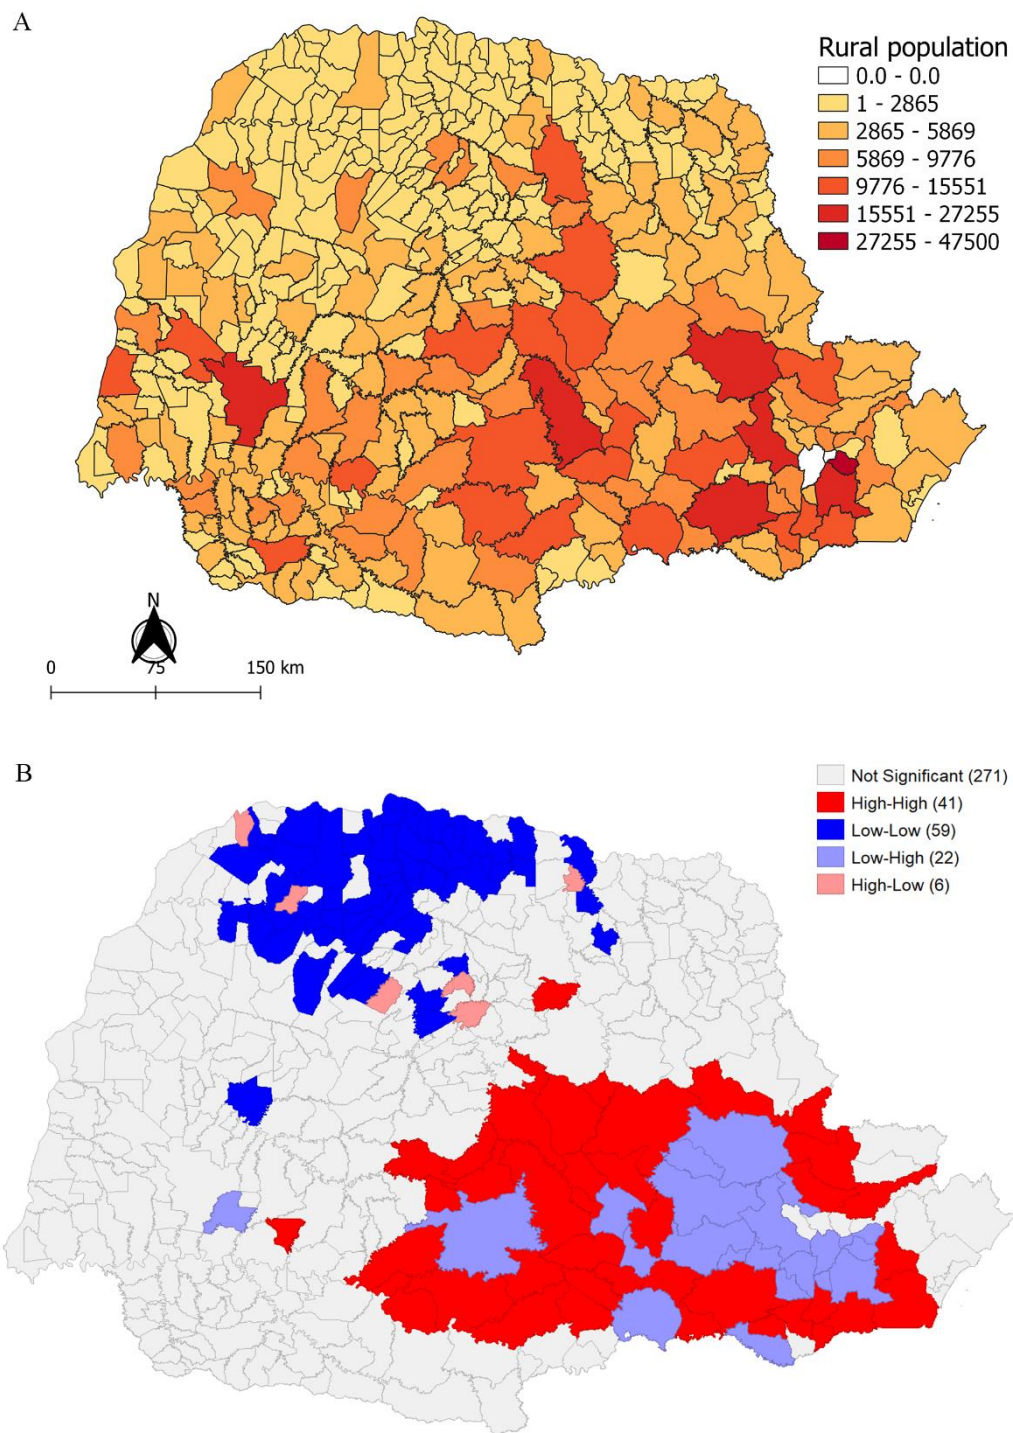 A
Rural population
0.0 - 0.0
1 - 2865
2865 - 5869
5869 - 9776
9776 - 15551
15551 - 27255
27255 - 47500
N
0 75 150 km
B
Not Significant (271)
High-High (41)
Low-Low (59)
Low-High (22)
High-Low (6)